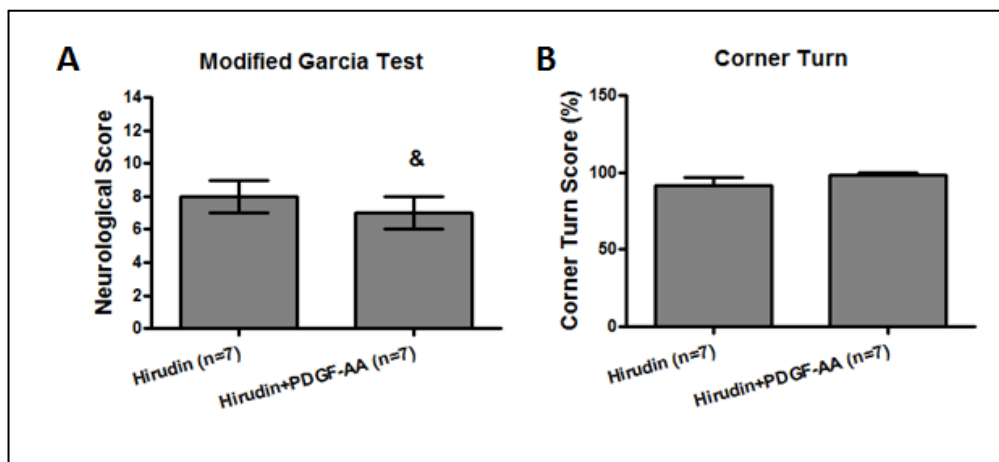 A
Modified Garcia Test
Neurological Score
14
12
10
8
6
4
2
0
&
Hirudin (n=7)
Hirudin+PDGF-AA (n=7)
B
Corner Turn
Corner Turn Score (%)
150
100
50
0
Hirudin (n=7)
Hirudin+PDGF-AA (n=7)